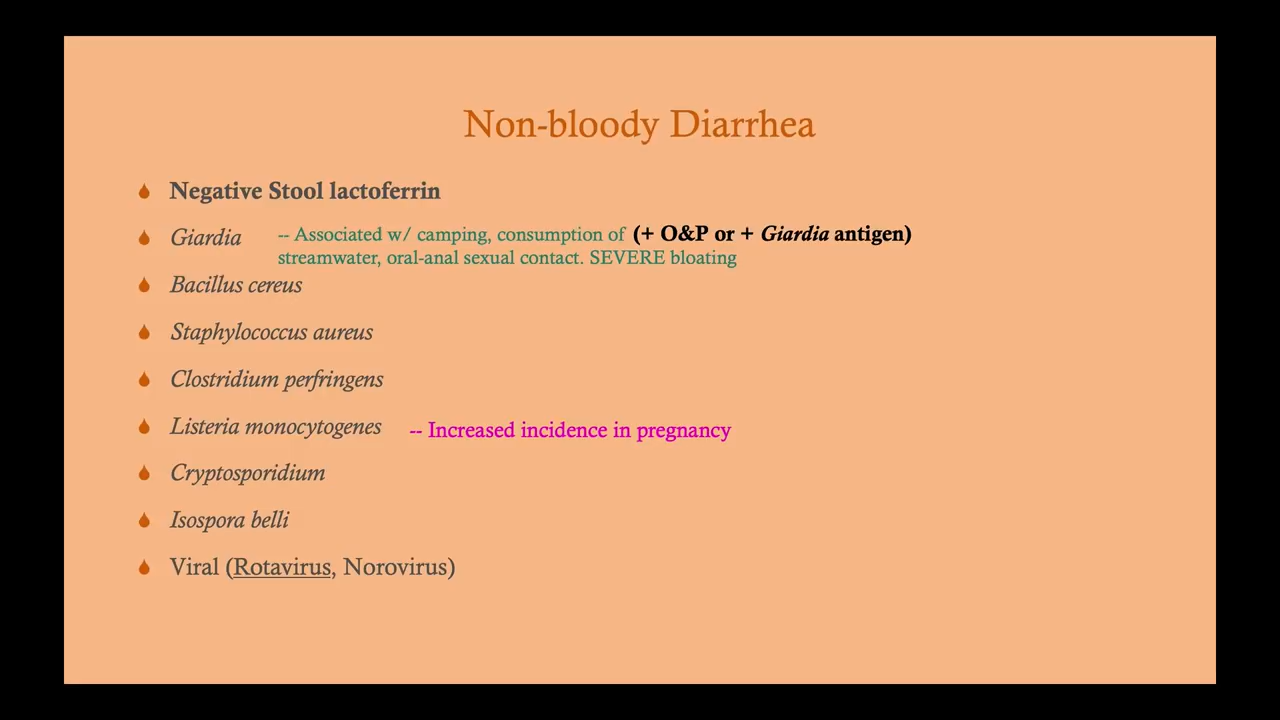 Non-bloody Diarrhea
Negative Stool lactoferrin
Giardia -- Associated w/ camping, consumption of (+ O&P or + Giardia antigen)
streamwater, oral-anal sexual contact. SEVERE bloating
Bacillus cereus
Staphylococcus aureus
Clostridium perfringens
Listeria monocytogenes -- Increased incidence in pregnancy
Cryptosporidium
Isospora belli
Viral (Rotavirus, Norovirus)